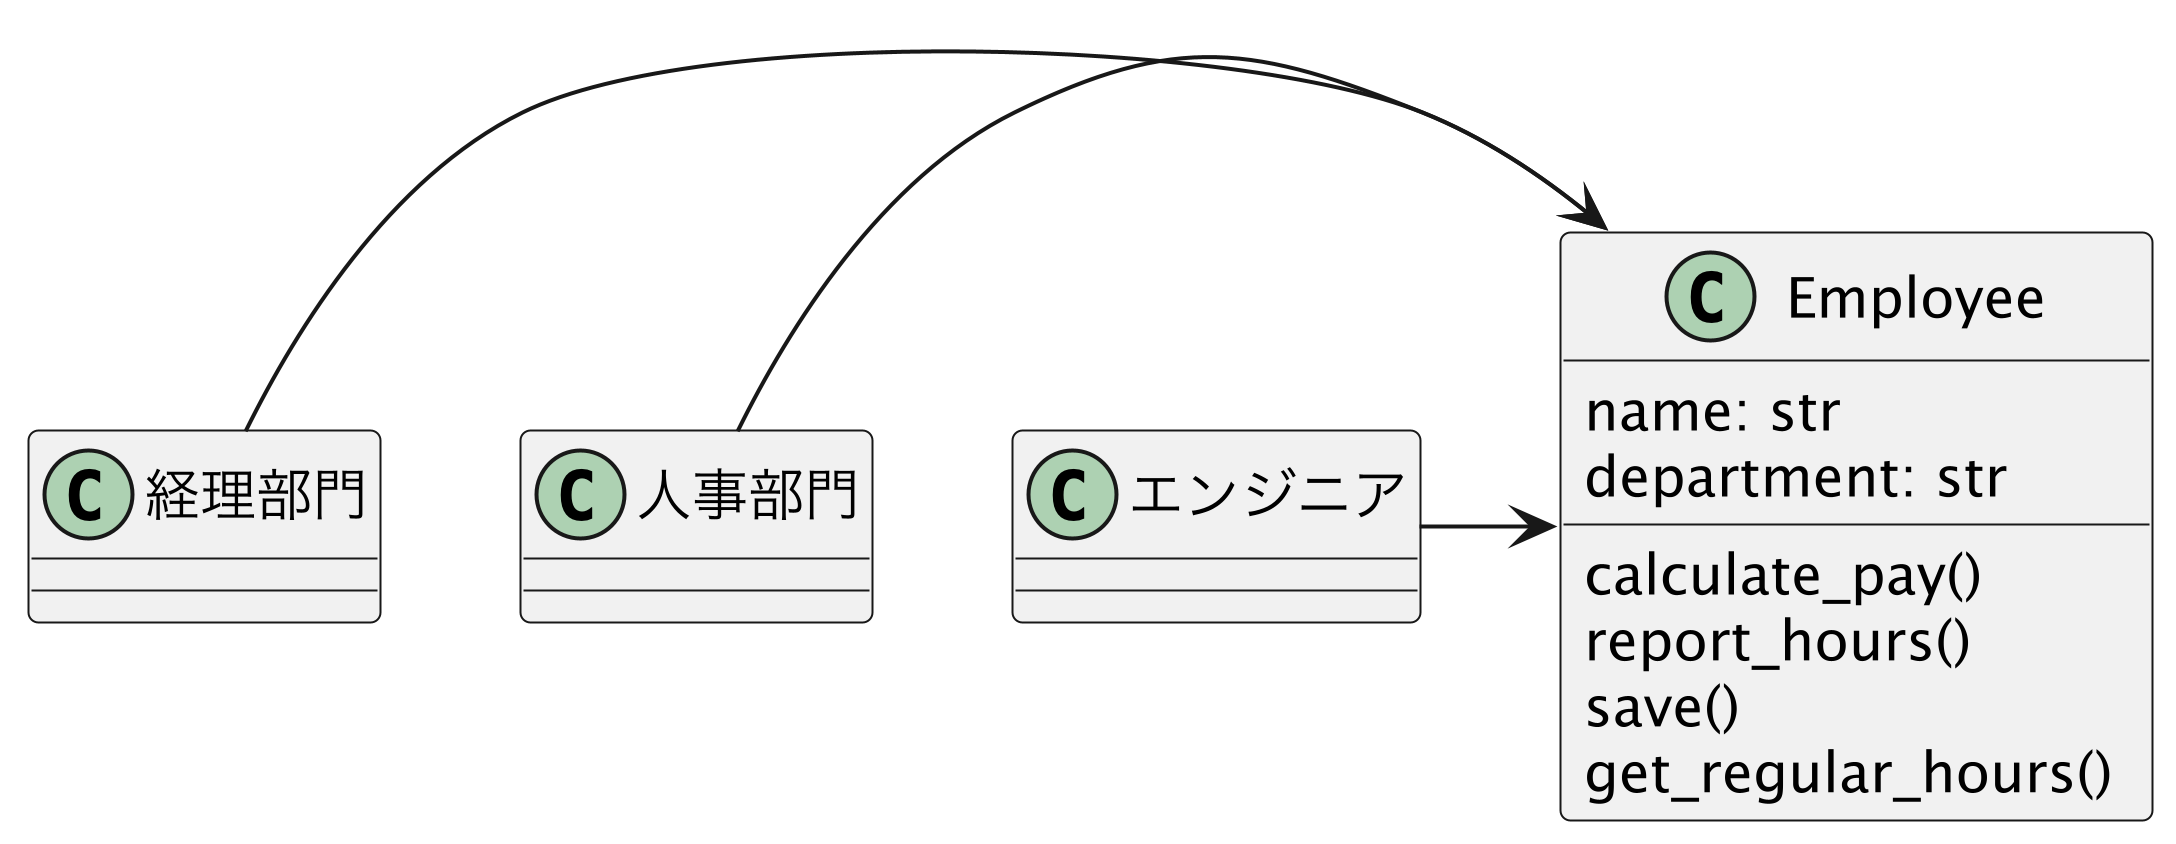 C 経理部門
C 人事部門
C エンジニア
C Employee
name: str
department: str
calculate_pay()
report_hours()
save()
get_regular_hours()